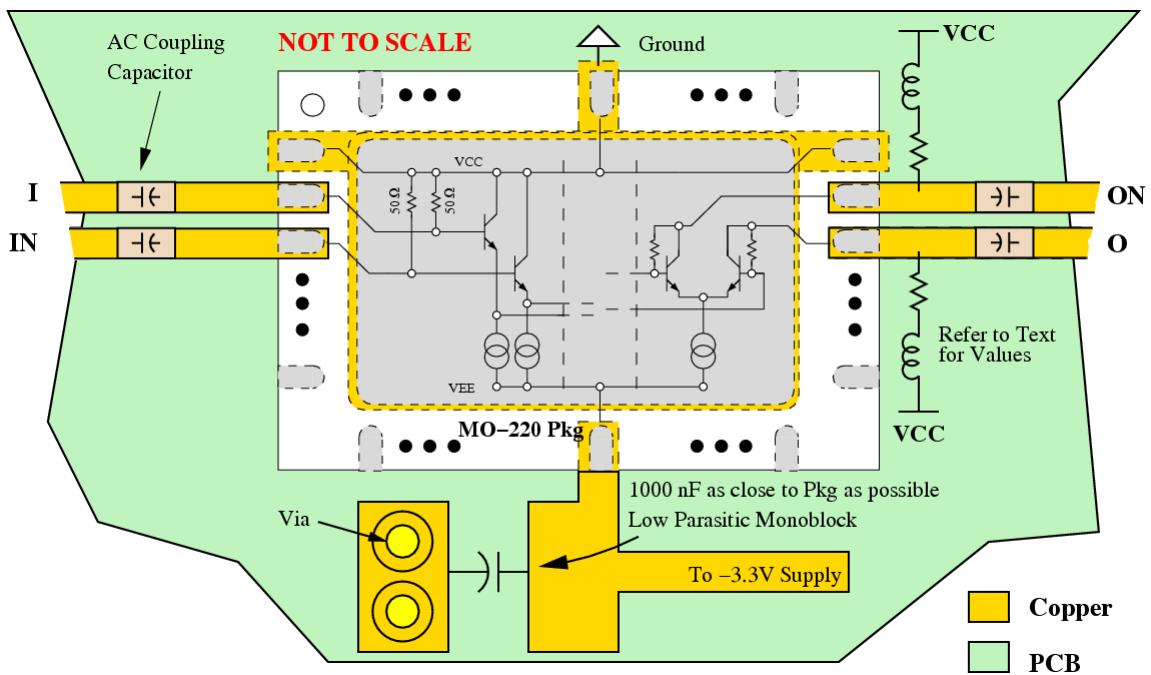 AC Coupling
Capacitor
NOT TO SCALE
Ground
VCC
I
IN
VCC
50 Ω
50 Ω
ON
O
Refer to Text
for Values
VEE
MO−220 Pkg
VCC
1000 nF as close to Pkg as possible
Low Parasitic Monoblock
Via
To −3.3V Supply
Copper
PCB